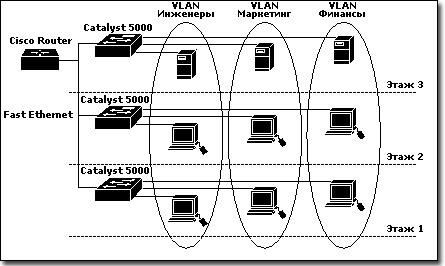 VLAN
Инженеры
VLAN
Маркетинг
VLAN
Финансы
Catalyst 5000
Cisco Router
Этаж 3
Catalyst 5000
Fast Ethernet
Этаж 2
Catalyst 5000
Этаж 1